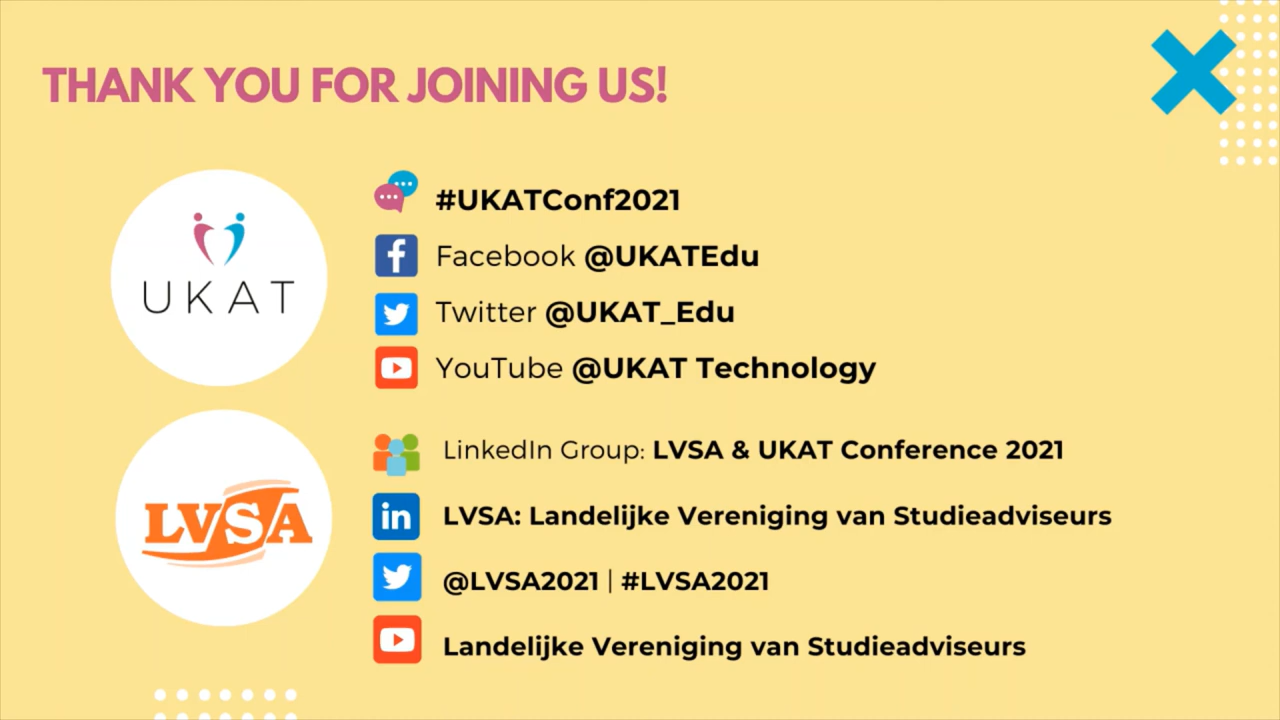 THANK YOU FOR JOINING US!
UKAT
#UKATConf2021
Facebook @UKATEdu
Twitter @UKAT_Edu
YouTube @UKAT Technology
LVSA
LinkedIn Group: LVSA & UKAT Conference 2021
in LVSA: Landelijke Vereniging van Studieadviseurs
@LVSA2021 | #LVSA2021
Landelijke Vereniging van Studieadviseurs